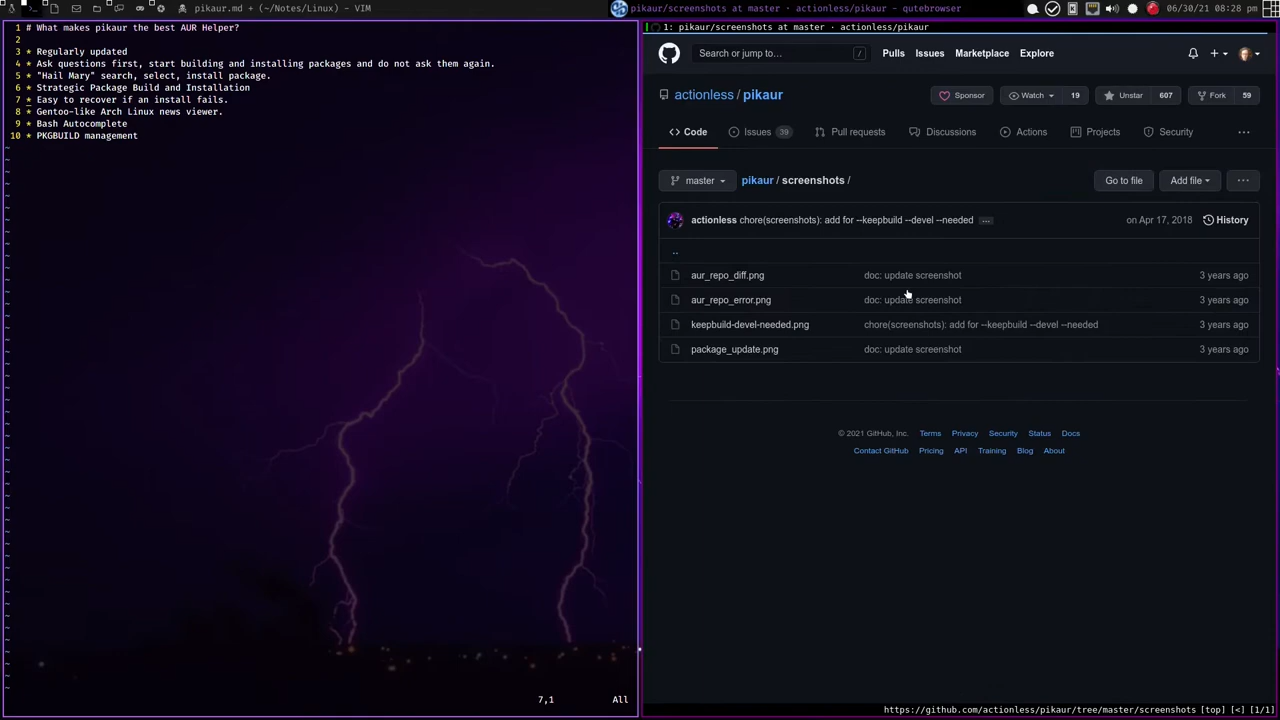 pikaur.md + (~/Notes/Linux) - VIM
pikaur/screenshots at master · actionless/pikaur - qutebrowser
06/30/21 08:28 pm
1 # What makes pikaur the best AUR Helper?
2
3 * Regularly updated
4 * Ask questions first, start building and installing packages and do not ask them again.
5 * "Hail Mary" search, select, install package.
6 * Strategic Package Build and Installation
7 * Easy to recover if an install fails.
8 * Gentoo-like Arch Linux news viewer.
9 * Bash Autocomplete
10 * PKGBUILD management
7,1 All
1: pikaur/screenshots at master · actionless/pikaur
Search or jump to… /
Pulls Issues Marketplace Explore
actionless / pikaur
Sponsor Watch 19 Unstar 607 Fork 59
<> Code Issues 39 Pull requests Discussions Actions Projects Security ···
master pikaur / screenshots / Go to file Add file ···
actionless chore(screenshots): add for --keepbuild --devel --needed … on Apr 17, 2018 History
..
aur_repo_diff.png doc: update screenshot 3 years ago
aur_repo_error.png doc: update screenshot 3 years ago
keepbuild-devel-needed.png chore(screenshots): add for --keepbuild --devel --needed 3 years ago
package_update.png doc: update screenshot 3 years ago
© 2021 GitHub, Inc. Terms Privacy Security Status Docs
Contact GitHub Pricing API Training Blog About
https://github.com/actionless/pikaur/tree/master/screenshots [top] [<] [1/1]